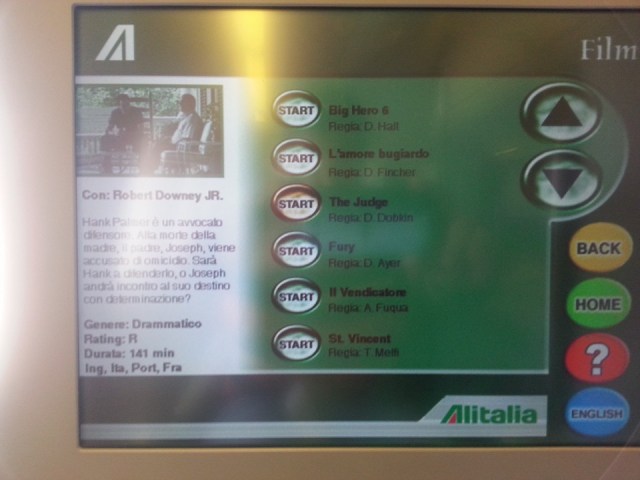 Film
Con: Robert Downey JR.
Hank Palmer è un avvocato
difensore. Alla morte della
madre, il padre, Joseph, viene
accusato di omicidio. Sarà
Hank a difenderlo, o Joseph
andrà incontro al suo destino
con determinazione?
Genere: Drammatico
Rating: R
Durata: 141 min
Ing, Ita, Port, Fra
START
Big Hero 6
Regia: D. Hall
START
L'amore bugiardo
Regia: D. Fincher
START
The Judge
Regia: D. Dobkin
START
Fury
Regia: D. Ayer
START
Il Vendicatore
Regia: A. Fuqua
START
St. Vincent
Regia: T. Melfi
BACK
HOME
?
ENGLISH
Alitalia